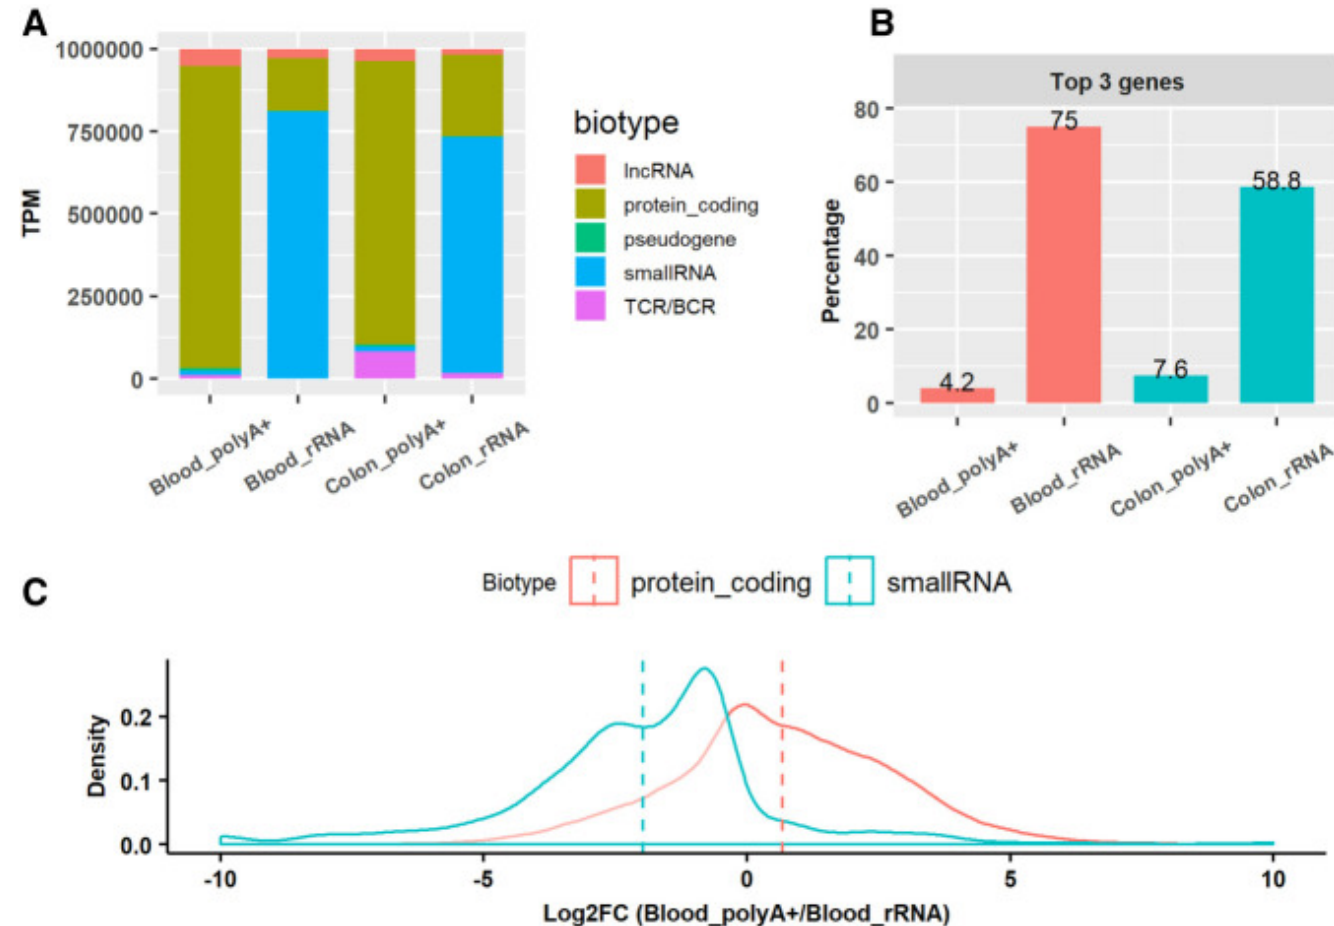 A
1000000
750000
500000
250000
0
TPM
Blood_polyA+
Blood_rRNA
Colon_polyA+
Colon_rRNA
biotype
lncRNA
protein_coding
pseudogene
smallRNA
TCR/BCR
B
Top 3 genes
80
60
40
20
0
Percentage
4.2
75
7.6
58.8
Blood_polyA+
Blood_rRNA
Colon_polyA+
Colon_rRNA
C
Biotype protein_coding smallRNA
Density
0.2
0.1
0.0
-10 -5 0 5 10
Log2FC (Blood_polyA+/Blood_rRNA)